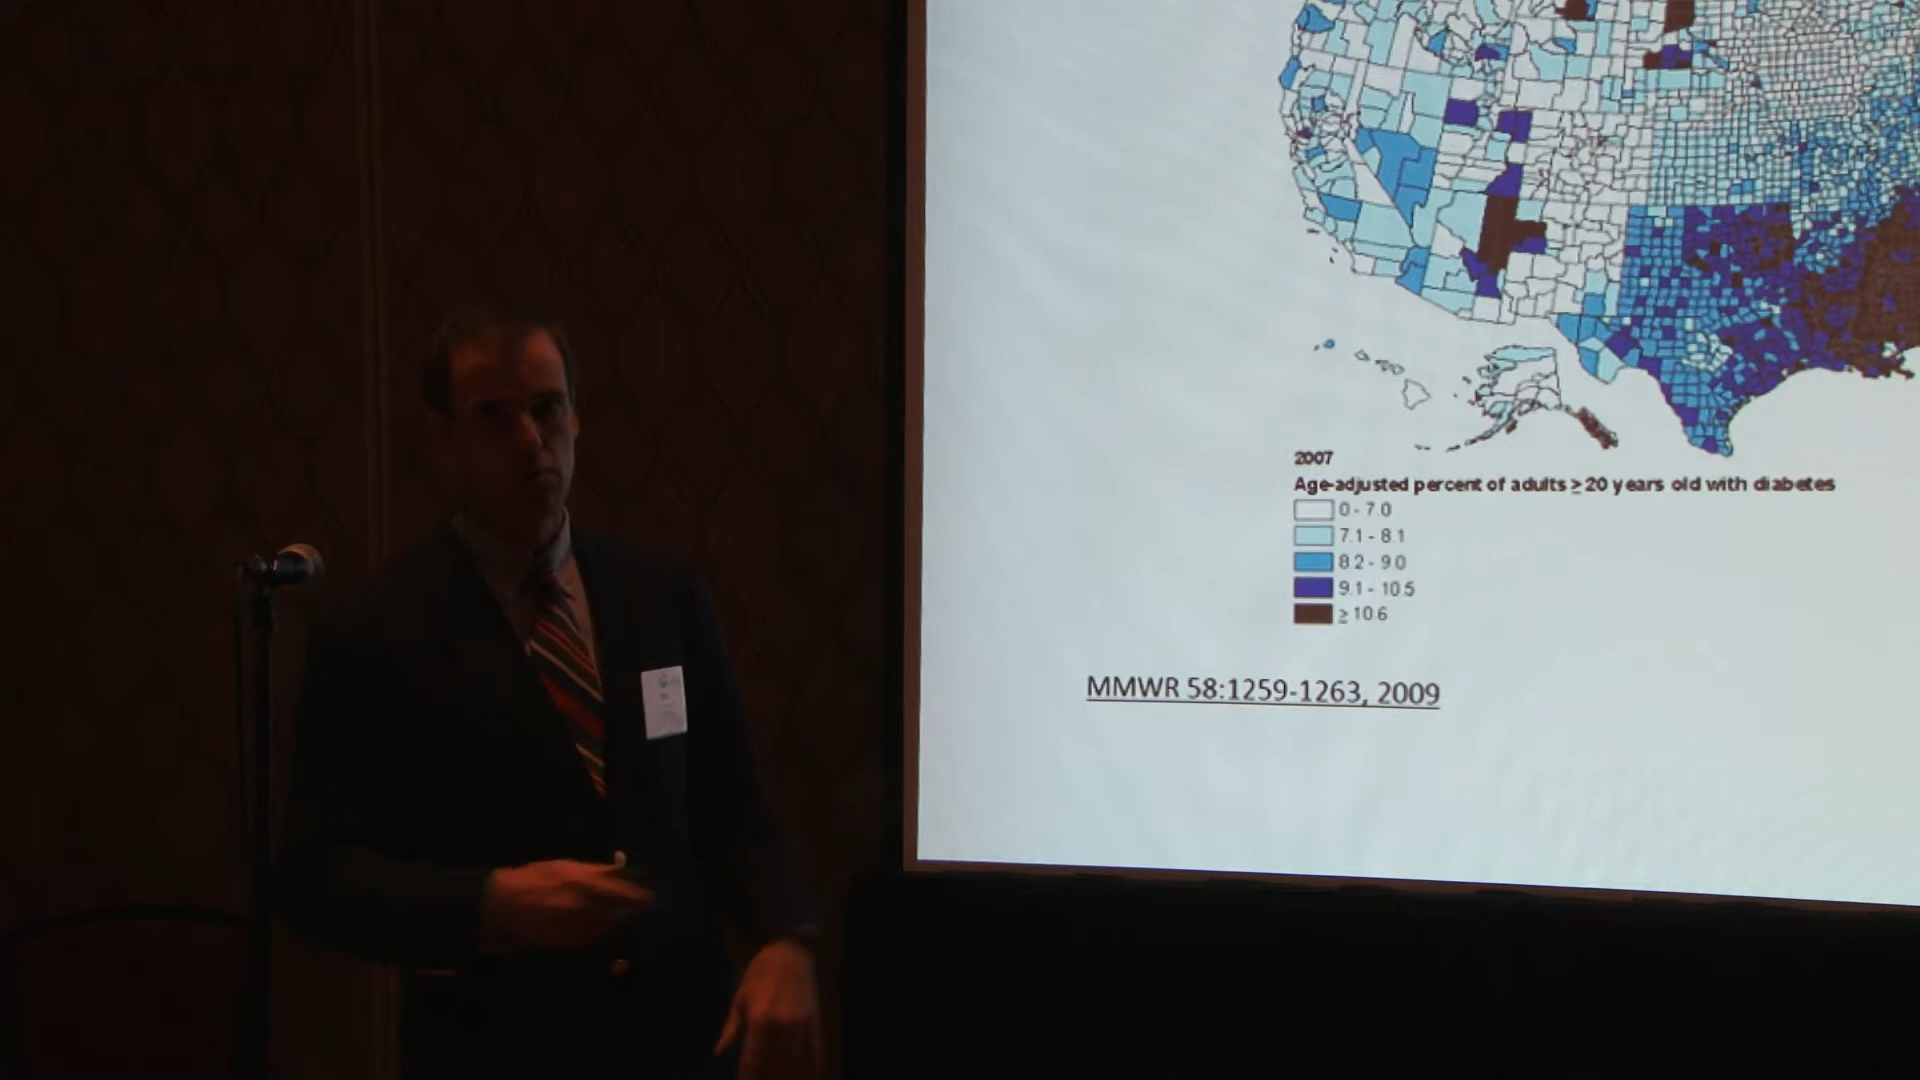 2007
Age-adjusted percent of adults ≥ 20 years old with diabetes
0 - 7.0
7.1 - 8.1
8.2 - 9.0
9.1 - 10.5
≥ 10.6
MMWR 58:1259-1263, 2009